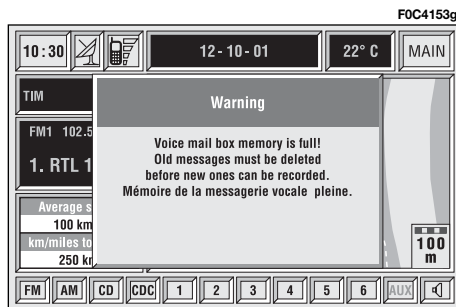 F0C4153g
10:30
12-10-01
22° C
MAIN
TIM
Warning
FM1 102.5
1. RTL 1
Voice mail box memory is full!
Old messages must be deleted
before new ones can be recorded.
Mémoire de la messagerie vocale pleine.
Average s
100 km
km/miles to
250 k
100
m
FM AM CD CDC 1 2 3 4 5 6 AUX